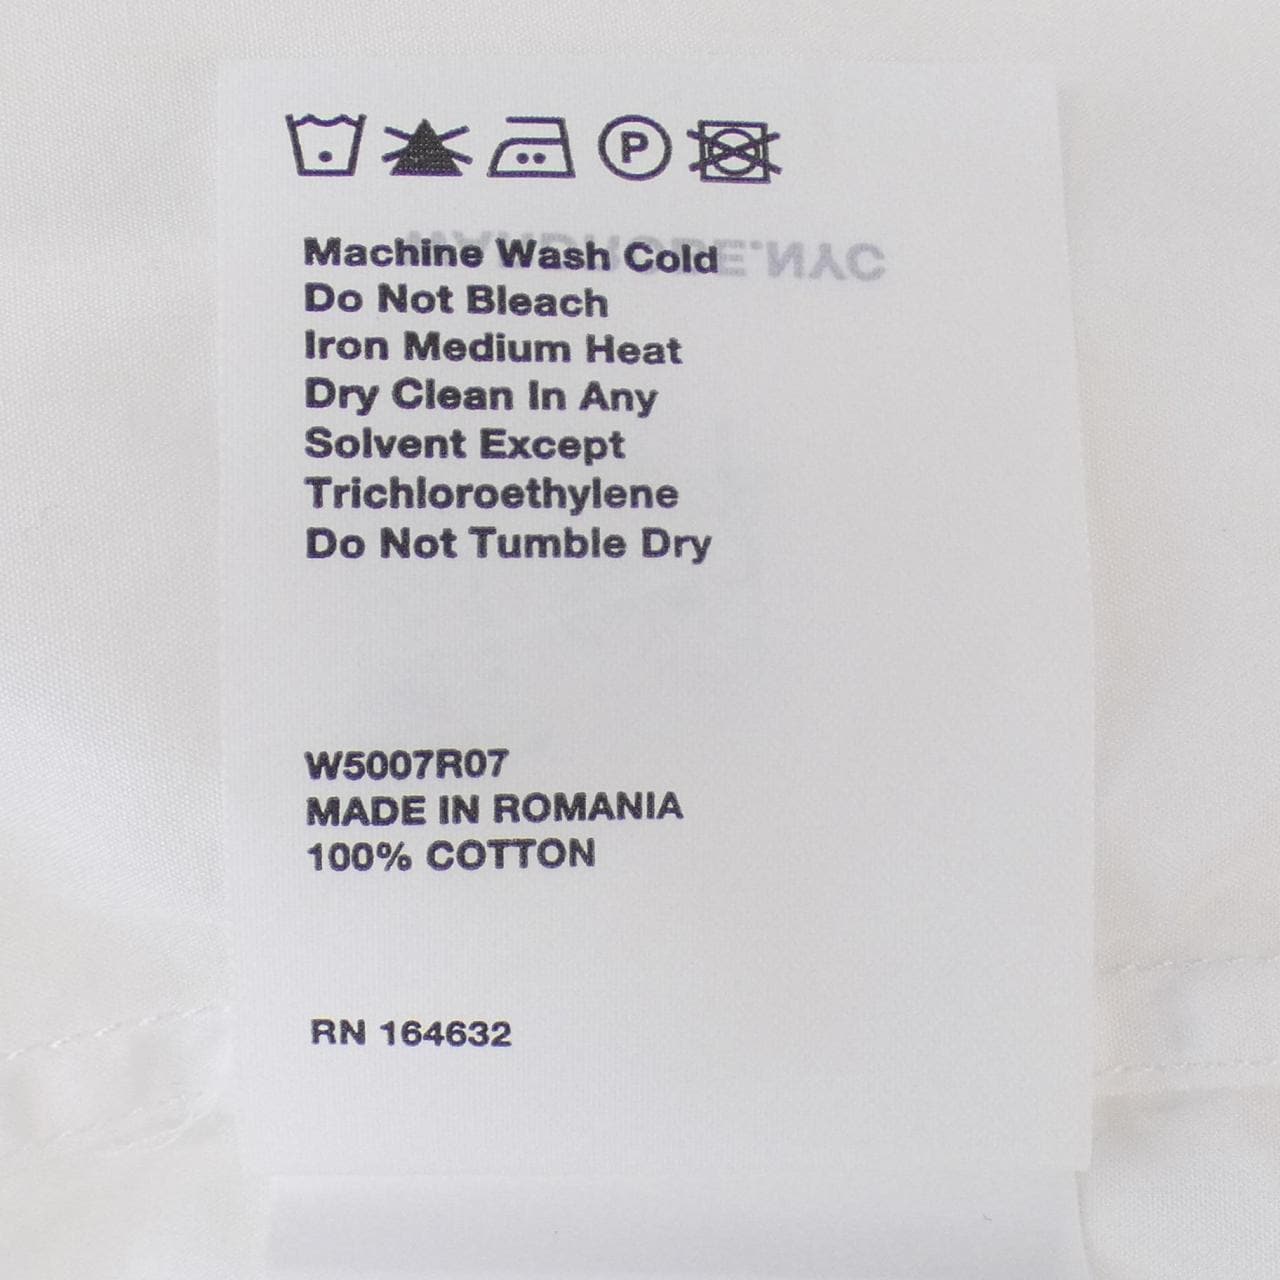 P
Machine Wash Cold
Do Not Bleach
Iron Medium Heat
Dry Clean In Any
Solvent Except
Trichloroethylene
Do Not Tumble Dry
W5007R07
MADE IN ROMANIA
100% COTTON
RN 164632